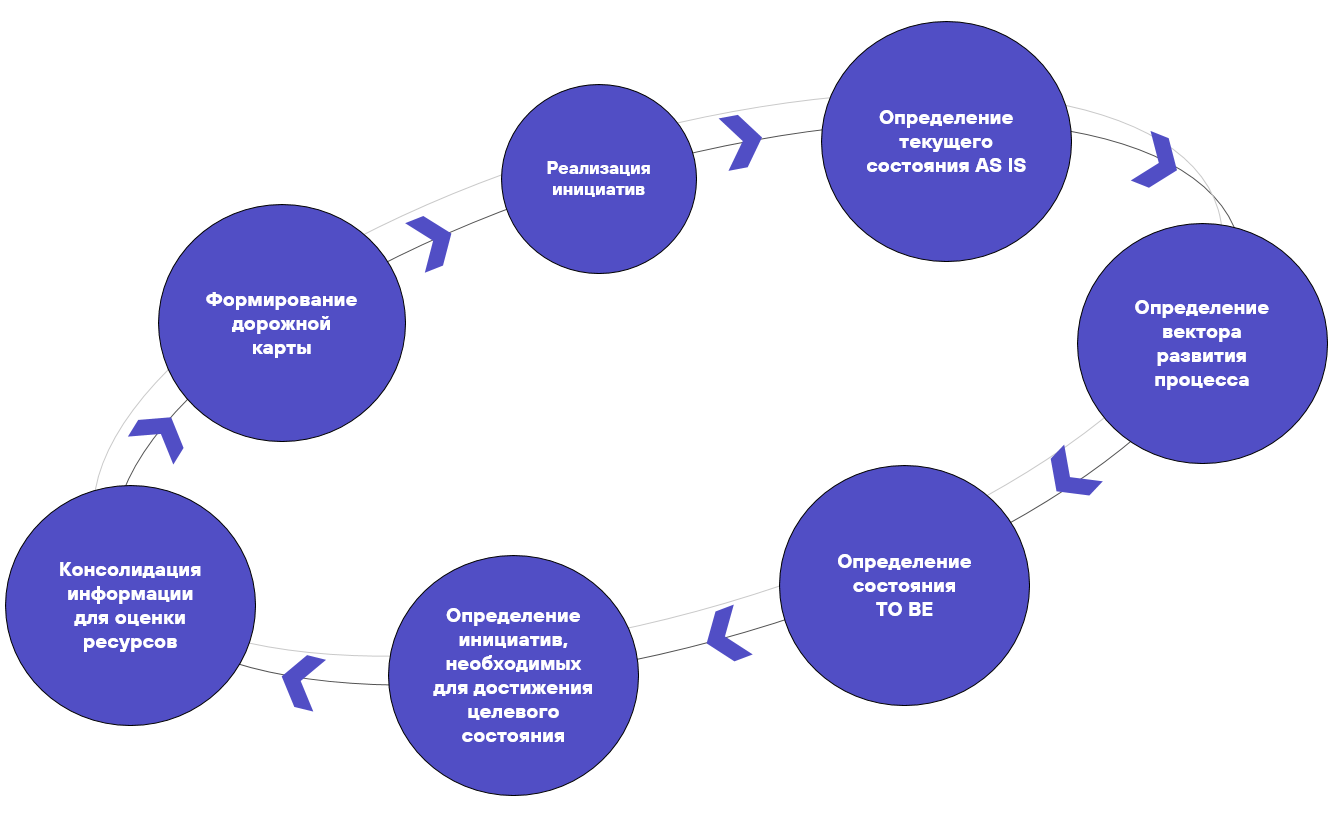 Определение
текущего
состояния AS IS
Реализация
инициатив
Формирование
дорожной
карты
Определение
вектора
развития
процесса
Определение
состояния
TO BE
Консолидация
информации
для оценки
ресурсов
Определение
инициатив,
необходимых
для достижения
целевого
состояния